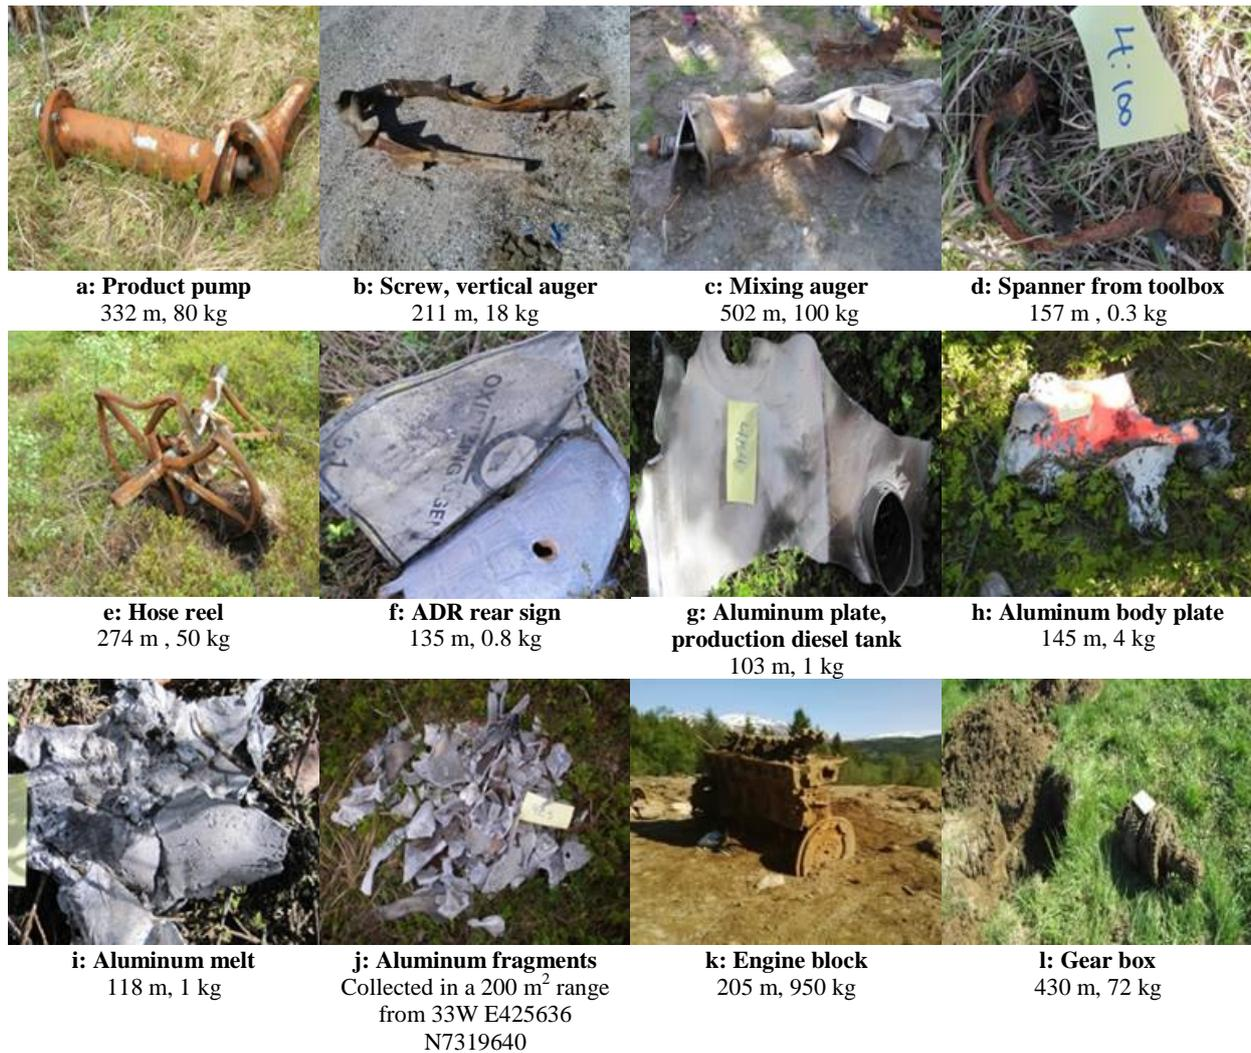 4:100
a: Product pump
332 m, 80 kg
b: Screw, vertical auger
211 m, 18 kg
c: Mixing auger
502 m, 100 kg
d: Spanner from toolbox
157 m , 0.3 kg
5.1
e: Hose reel
274 m , 50 kg
f: ADR rear sign
135 m, 0.8 kg
g: Aluminum plate,
production diesel tank
103 m, 1 kg
h: Aluminum body plate
145 m, 4 kg
i: Aluminum melt
118 m, 1 kg
j: Aluminum fragments
Collected in a 200 m² range
from 33W E425636
N7319640
k: Engine block
205 m, 950 kg
l: Gear box
430 m, 72 kg